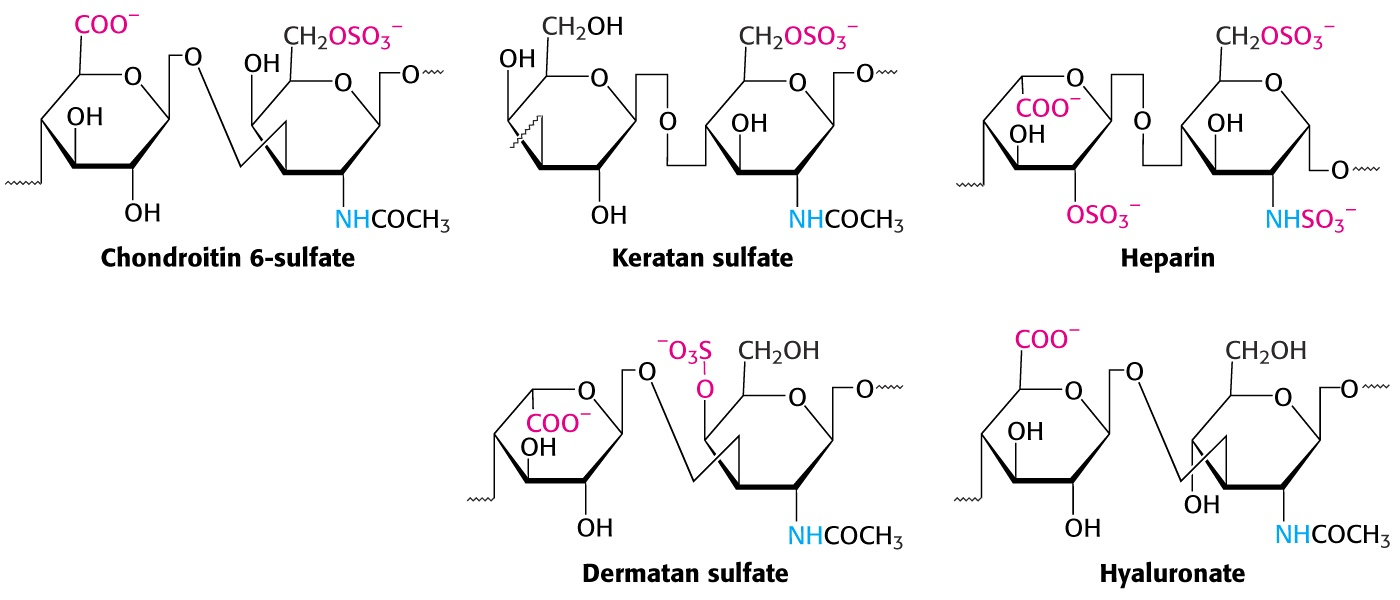 COO⁻
O
O
OH
OH
OH
CH₂OSO₃⁻
O
O
NHCOCH₃
Chondroitin 6-sulfate
CH₂OH
OH
O
OH
O
CH₂OSO₃⁻
O
O
OH
NHCOCH₃
Keratan sulfate
O
COO⁻
OH
OSO₃⁻
O
CH₂OSO₃⁻
O
OH
O
NHSO₃⁻
Heparin
O
O
COO⁻
OH
OH
⁻O₃S
O
CH₂OH
O
O
NHCOCH₃
Dermatan sulfate
COO⁻
O
O
OH
OH
CH₂OH
O
O
OH
NHCOCH₃
Hyaluronate